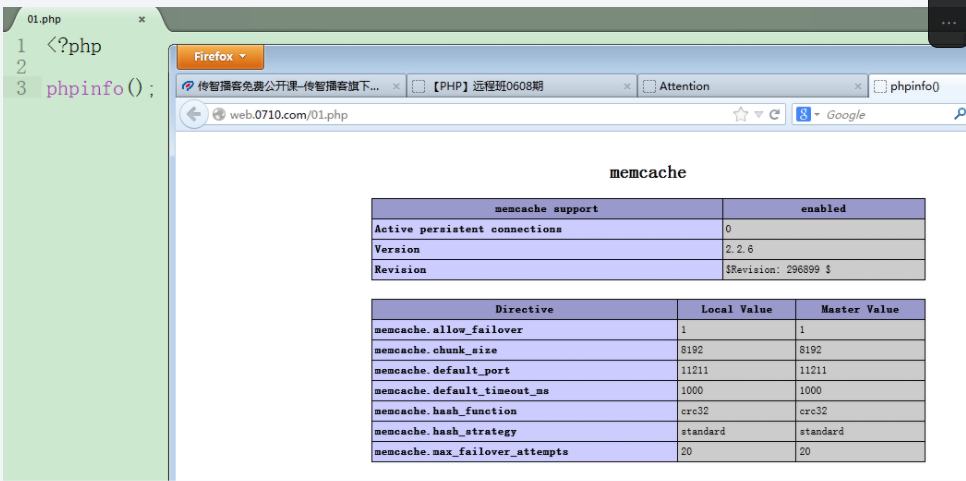 01.php ×
1 <?php
2
3 phpinfo();
Firefox
传智播客免费公开课–传智播客旗下... ×
【PHP】远程班0608期 ×
Attention ×
phpinfo()
web.0710.com/01.php
8 Google
memcache
memcache support enabled
Active persistent connections 0
Version 2.2.6
Revision $Revision: 296899 $
Directive Local Value Master Value
memcache.allow_failover 1 1
memcache.chunk_size 8192 8192
memcache.default_port 11211 11211
memcache.default_timeout_ms 1000 1000
memcache.hash_function crc32 crc32
memcache.hash_strategy standard standard
memcache.max_failover_attempts 20 20